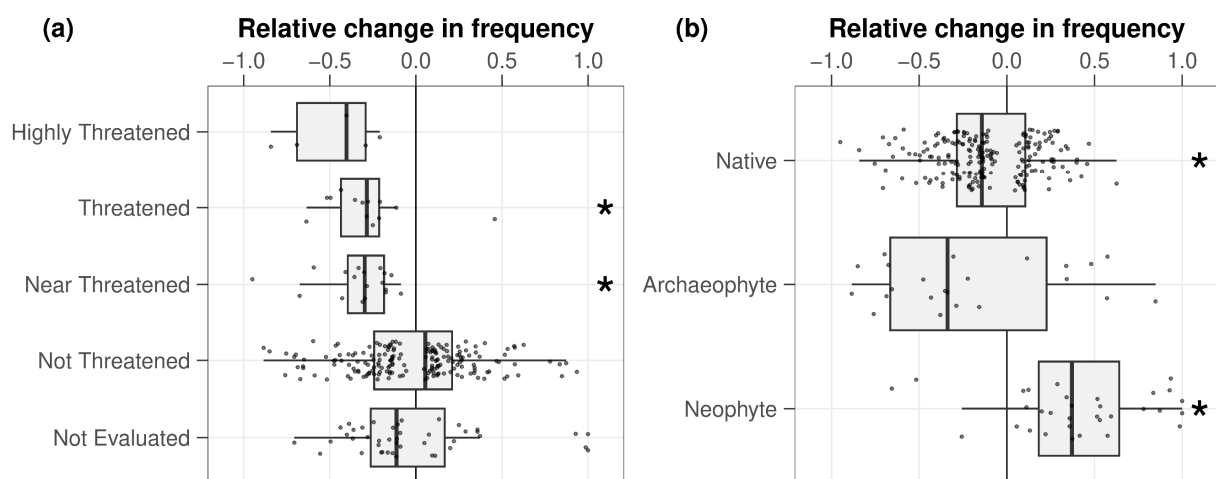 (a) Relative change in frequency
−1.0 −0.5 0.0 0.5 1.0
Highly Threatened
Threatened *
Near Threatened *
Not Threatened
Not Evaluated
(b) Relative change in frequency
−1.0 −0.5 0.0 0.5 1.0
Native *
Archaeophyte
Neophyte *